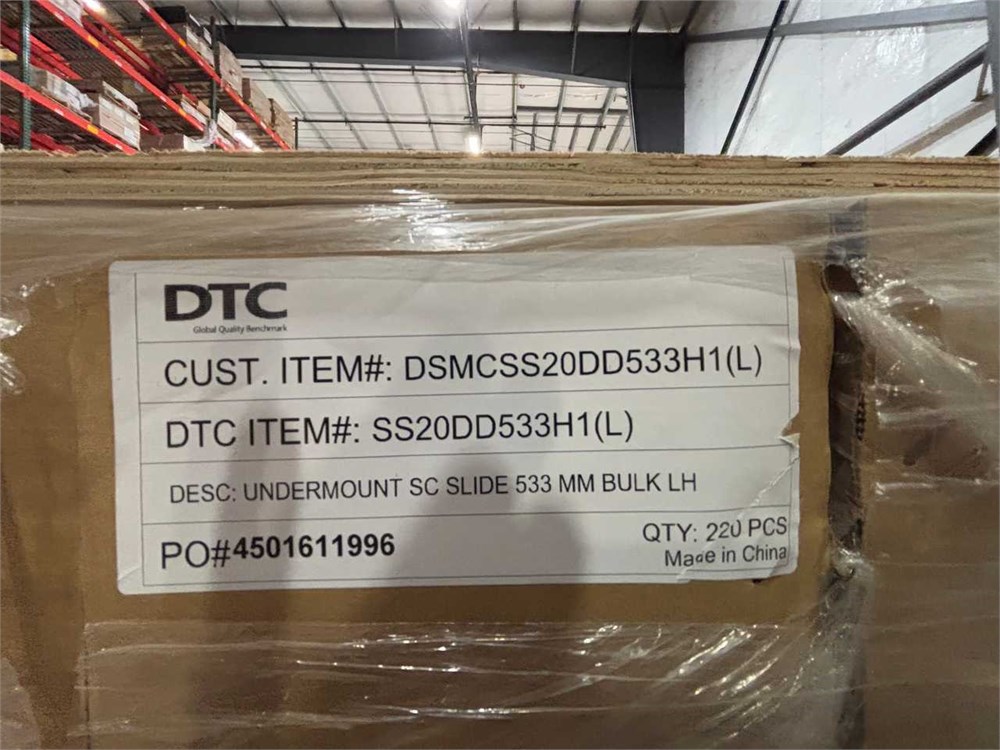 DTC
Global Quality Benchmark
CUST. ITEM#: DSMCSS20DD533H1(L)
DTC ITEM#: SS20DD533H1(L)
DESC: UNDERMOUNT SC SLIDE 533 MM BULK LH
PO#4501611996
QTY: 220 PCS
Made in China